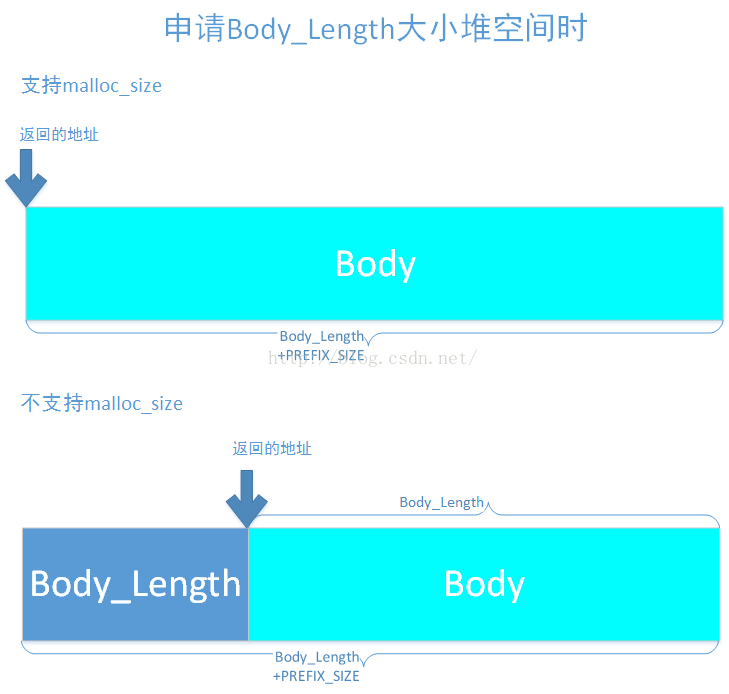 申请Body_Length大小堆空间时
支持malloc_size
返回的地址
Body
Body_Length
+PREFIX_SIZE
http://blog.csdn.net/
不支持malloc_size
返回的地址
Body_Length
Body_Length
Body
Body_Length
+PREFIX_SIZE